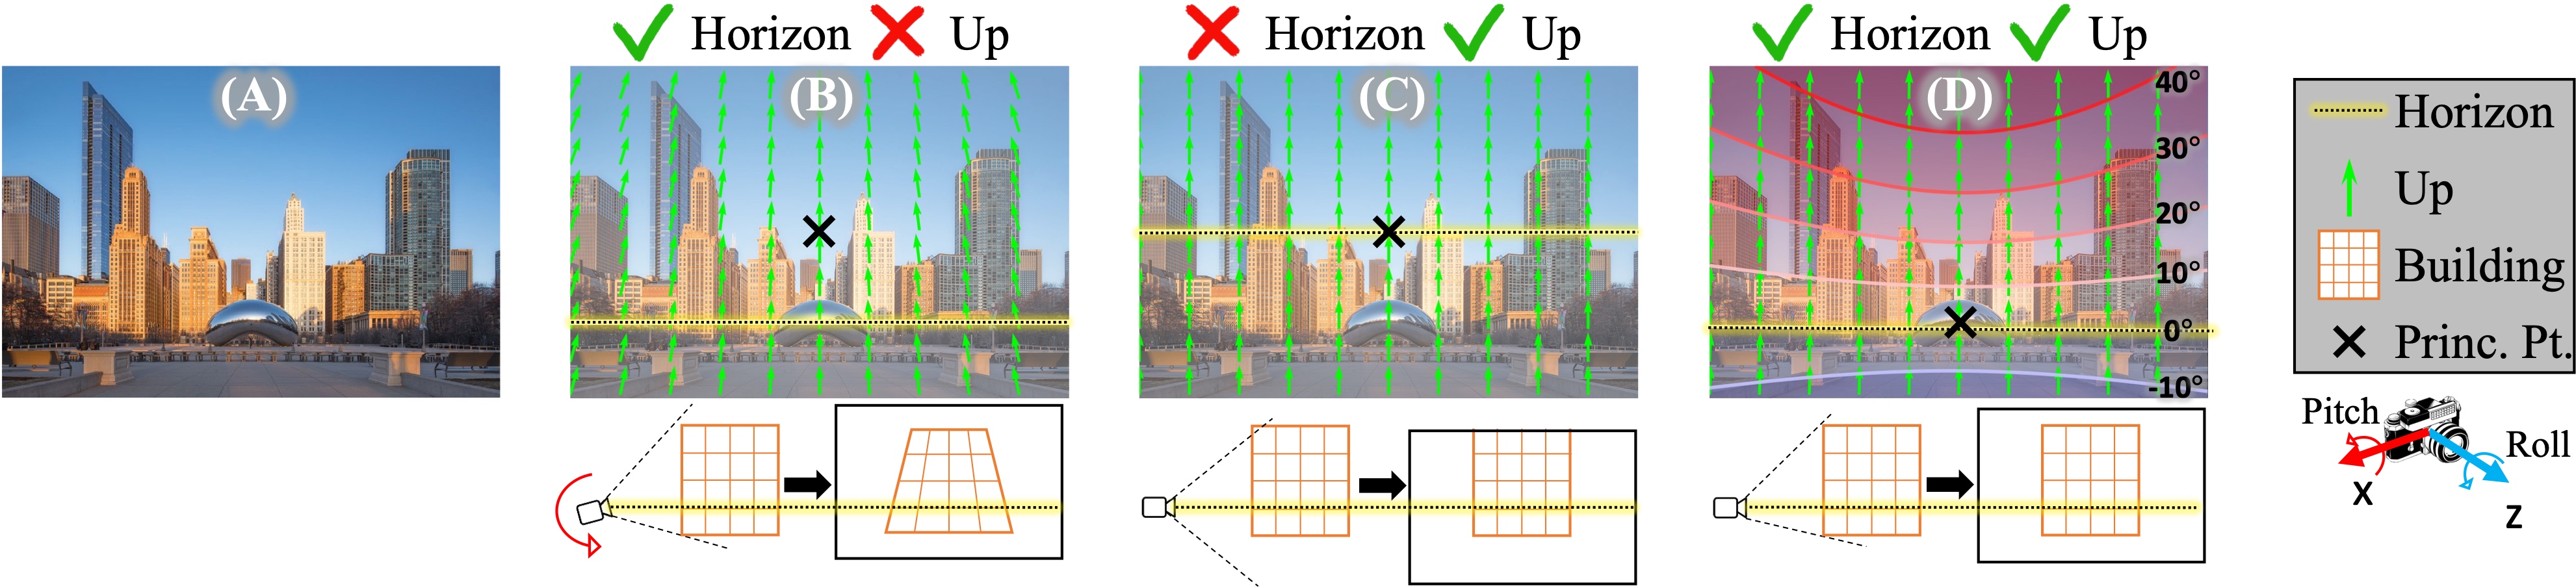 Horizon Up
Horizon Up
Horizon Up
(A)
(B)
(C)
(D)
40°
30°
20°
10°
0°
-10°
Horizon
Up
Building
Princ. Pt.
Pitch
Roll
X
Z